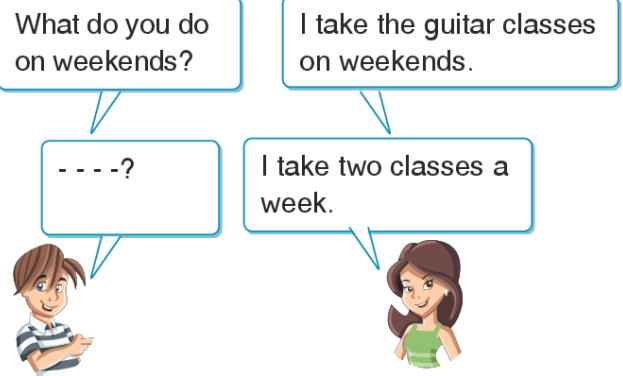 What do you do
on weekends?
I take the guitar classes
on weekends.
- - - -?
I take two classes a
week.